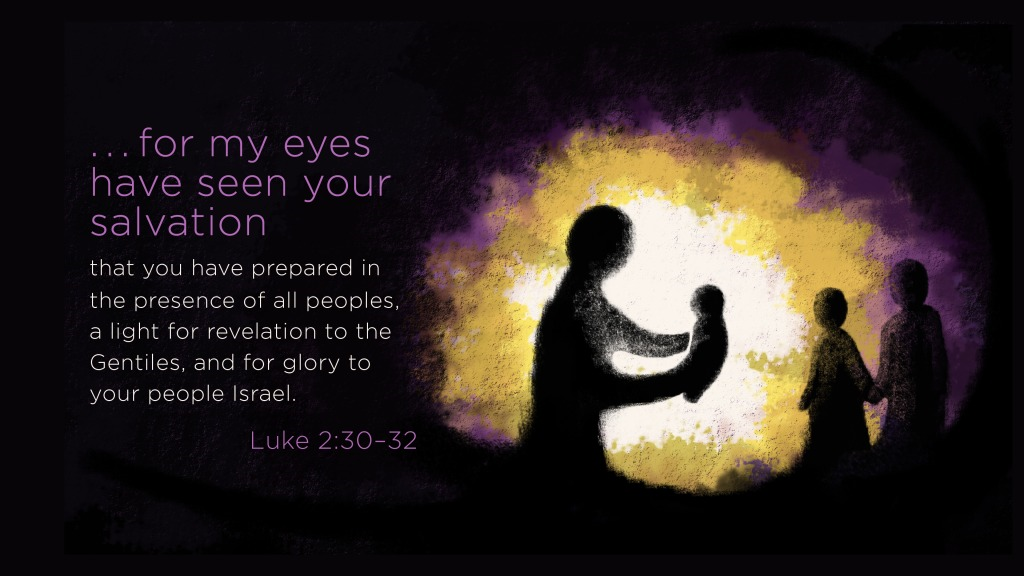 ...for my eyes
have seen your
salvation
that you have prepared in
the presence of all peoples,
a light for revelation to the
Gentiles, and for glory to
your people Israel.
Luke 2:30–32